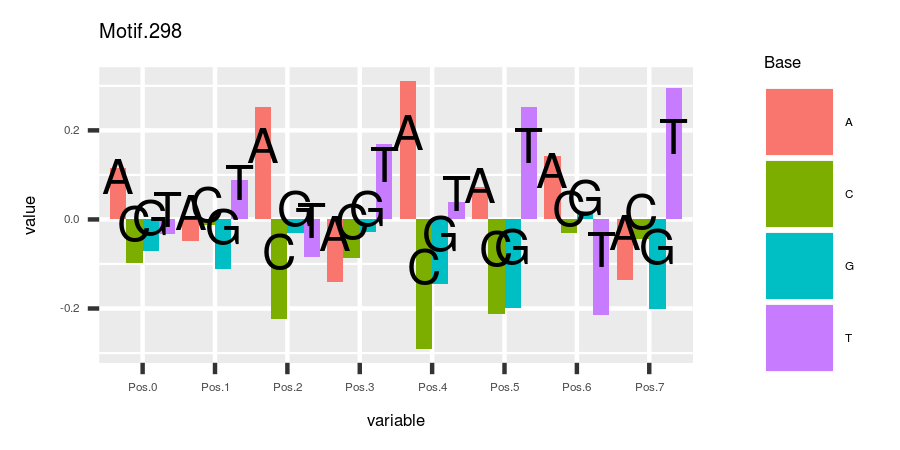 Motif.298
Base
A
C
G
T
value
0.2
0.0
-0.2
A C G T A C G T A C G T A C G T A C G T A C G T A C G T A C G T
Pos.0 Pos.1 Pos.2 Pos.3 Pos.4 Pos.5 Pos.6 Pos.7
variable